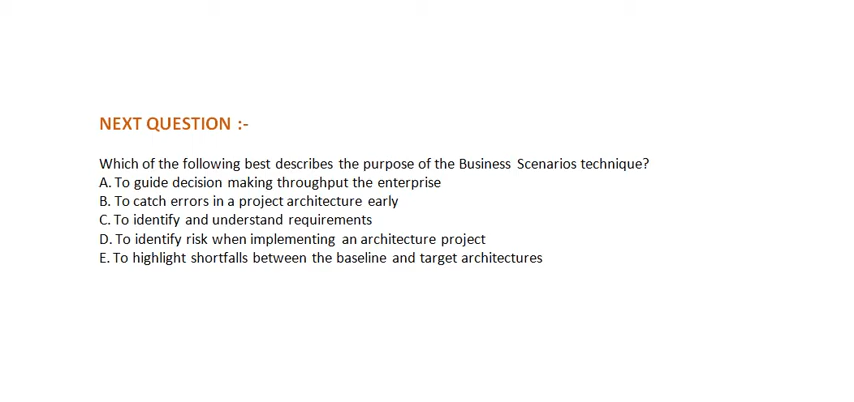 NEXT QUESTION :-
Which of the following best describes the purpose of the Business Scenarios technique?
A. To guide decision making throughput the enterprise
B. To catch errors in a project architecture early
C. To identify and understand requirements
D. To identify risk when implementing an architecture project
E. To highlight shortfalls between the baseline and target architectures